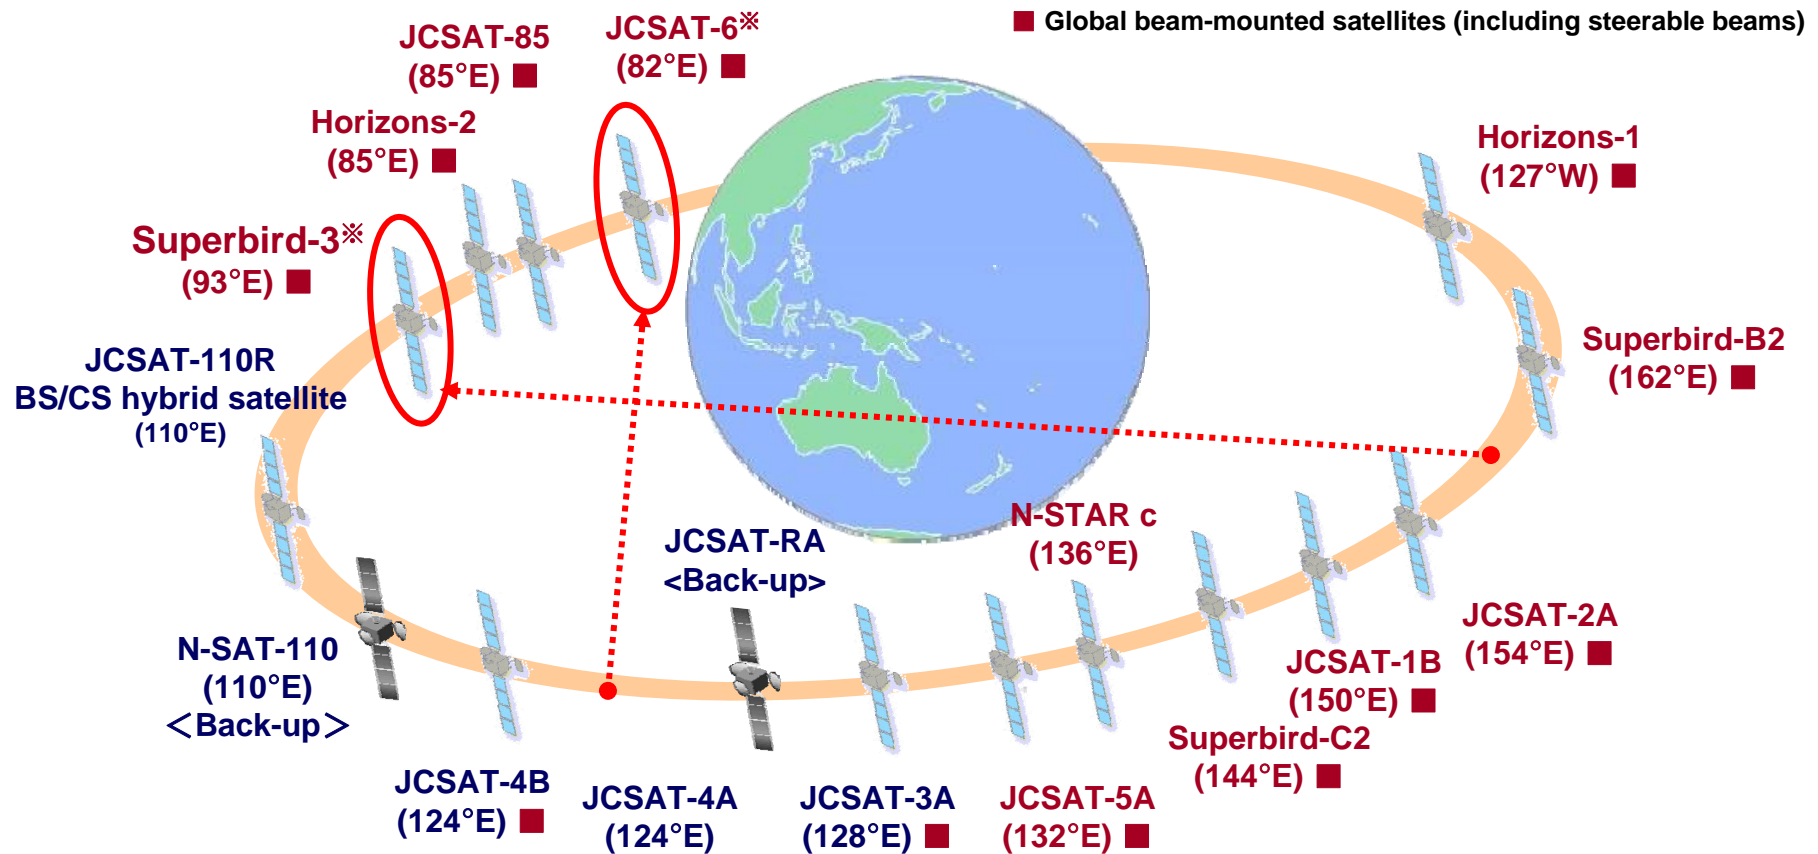 ■ Global beam-mounted satellites (including steerable beams)
JCSAT-85
(85°E) ■
JCSAT-6※
(82°E) ■
Horizons-2
(85°E) ■
Horizons-1
(127°W) ■
Superbird-3※
(93°E) ■
Superbird-B2
(162°E) ■
JCSAT-110R
BS/CS hybrid satellite
(110°E)
N-STAR c
(136°E)
JCSAT-RA
<Back-up>
N-SAT-110
(110°E)
＜Back-up＞
JCSAT-2A
(154°E) ■
JCSAT-1B
(150°E) ■
Superbird-C2
(144°E) ■
JCSAT-4B
(124°E) ■
JCSAT-4A
(124°E)
JCSAT-3A
(128°E) ■
JCSAT-5A
(132°E) ■